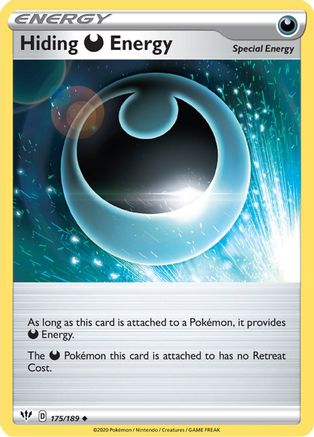 ENERGY
Hiding Energy
Special Energy
As long as this card is attached to a Pokémon, it provides
Energy.
The Pokémon this card is attached to has no Retreat
Cost.
D 175/189
©2020 Pokémon / Nintendo / Creatures / GAME FREAK